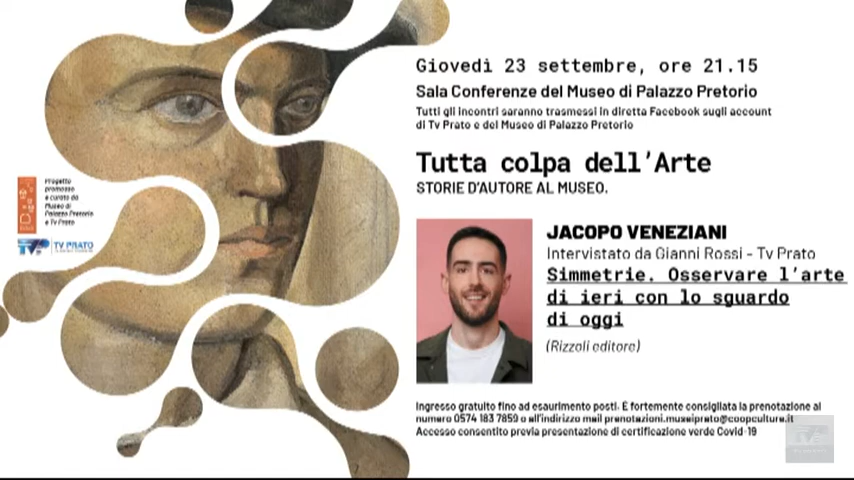 Giovedì 23 settembre, ore 21.15
Sala Conferenze del Museo di Palazzo Pretorio
Tutti gli incontri saranno trasmessi in diretta Facebook sugli account
di Tv Prato e del Museo di Palazzo Pretorio
Tutta colpa dell'Arte
STORIE D'AUTORE AL MUSEO.
JACOPO VENEZIANI
Intervistato da Gianni Rossi - Tv Prato
Simmetrie. Osservare l'arte
di ieri con lo sguardo
di oggi
(Rizzoli editore)
Ingresso gratuito fino ad esaurimento posti. È fortemente consigliata la prenotazione al
numero 0574 183 7859 o all'indirizzo mail prenotazioni.museiprato@coopculture.it
Accesso consentito previa presentazione di certificazione verde Covid-19
Progetto
promosso
e curato da
Museo di
Palazzo Pretorio
e Tv Prato
TVP TV PRATO